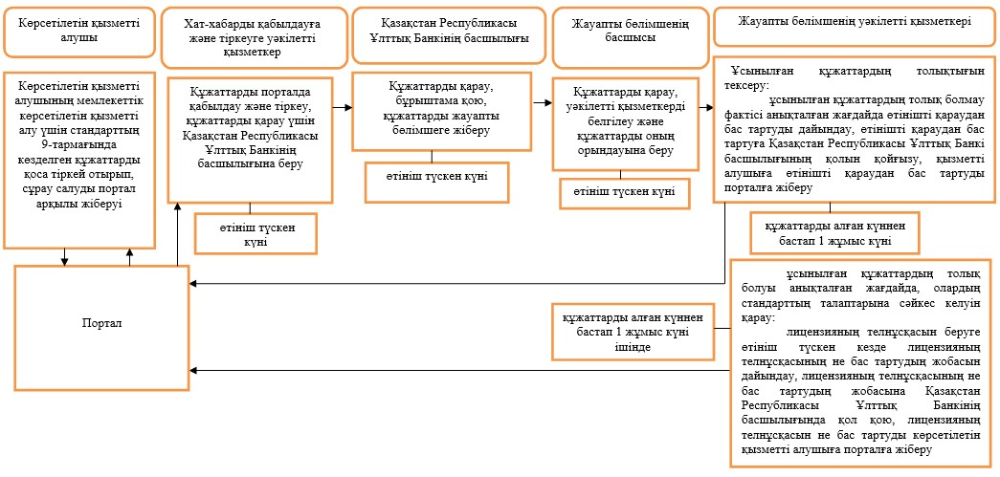 Көрсетілетін қызметті
алушы
Хат-хабарды қабылдауға
және тіркеуге уәкілетті
қызметкер
Қазақстан Республикасы
Ұлттық Банкінің басшылығы
Жауапты бөлімшенің
басшысы
Жауапты бөлімшенің уәкілетті қызметкері
Көрсетілетін қызметті
алушының мемлекеттік
көрсетілетін қызметті
алу үшін стандарттың
9-тармағында
көзделген құжаттарды
қоса тіркей отырып,
сұрау салуды портал
арқылы жіберуі
Құжаттарды порталда
қабылдау және тіркеу,
құжаттарды қарау үшін
Қазақстан Республикасы
Ұлттық Банкінің
басшылығына беру
өтініш түскен
күні
Құжаттарды қарау,
бұрыштама қою,
құжаттарды жауапты
бөлімшеге жіберу
өтініш түскен күні
Құжаттарды қарау,
уәкілетті қызметкерді
белгілеу және
құжаттарды оның
орындауына беру
өтініш түскен күні
Ұсынылған құжаттардың толықтығын
тексеру:
ұсынылған құжаттардың толық болмау
фактісі анықталған жағдайда өтінішті қараудан
бас тартуды дайындау, өтінішті қараудан бас
тартуға Қазақстан Республикасы Ұлттық Банкі
басшылығының қолын қойғызу, қызметті
алушыға өтінішті қараудан бас тартуды
порталға жіберу
құжаттарды алған күннен
бастап 1 жұмыс күні
Портал
құжаттарды алған күннен
бастап 1 жұмыс күні
ішінде
ұсынылған құжаттардың толық
болуы анықталған жағдайда, олардың
стандарттың талаптарына сәйкес келуін
қарау:
лицензияның телнұсқасын беруге
өтініш түскен кезде лицензияның
телнұсқасының не бас тартудың жобасын
дайындау, лицензияның телнұсқасының не
бас тартудың жобасына Қазақстан
Республикасы Ұлттық Банкінің
басшылығында қол қою, лицензияның
телнұсқасын не бас тартуды көрсетілетін
қызметті алушыға порталға жіберу